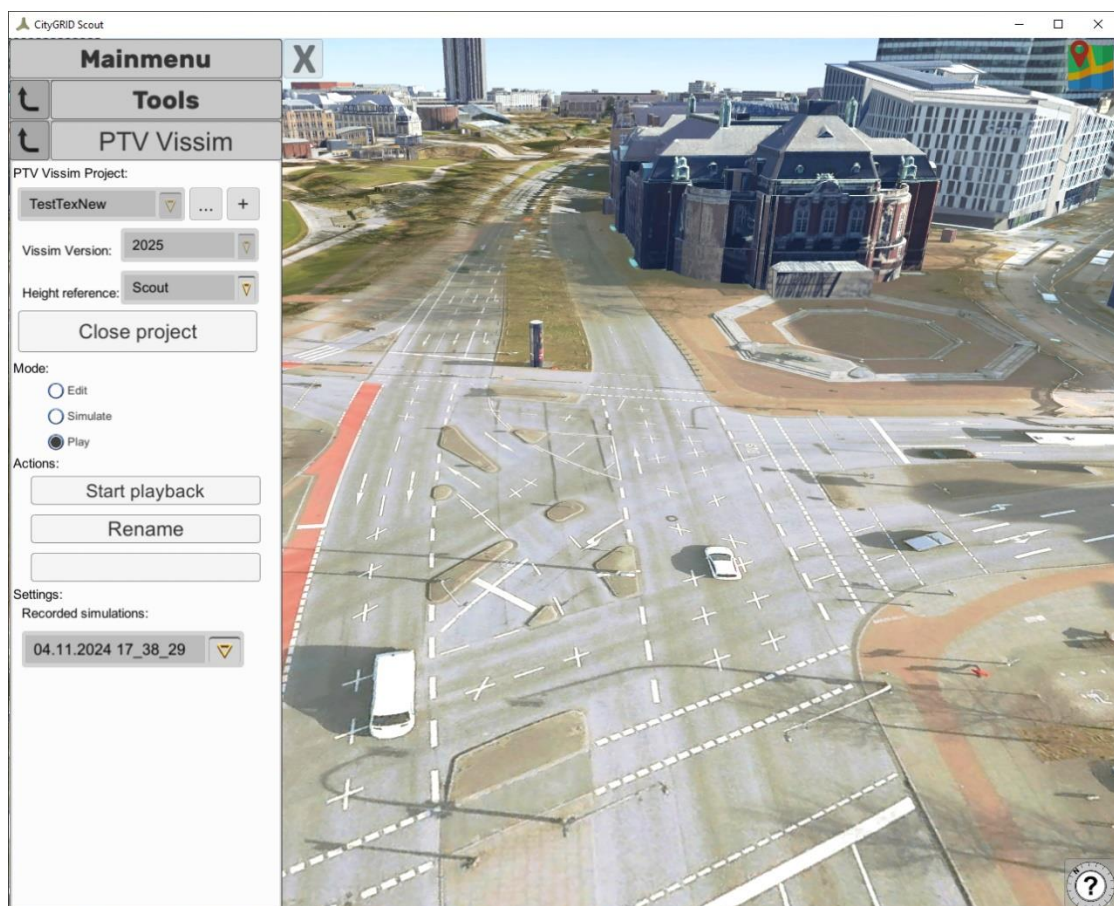 CityGRID Scout
Mainmenu
X
Tools
PTV Vissim
PTV Vissim Project:
TestTexNew
...
+
Vissim Version:
2025
Height reference:
Scout
Close project
Mode:
Edit
Simulate
Play
Actions:
Start playback
Rename
Settings:
Recorded simulations:
04.11.2024 17_38_29
?